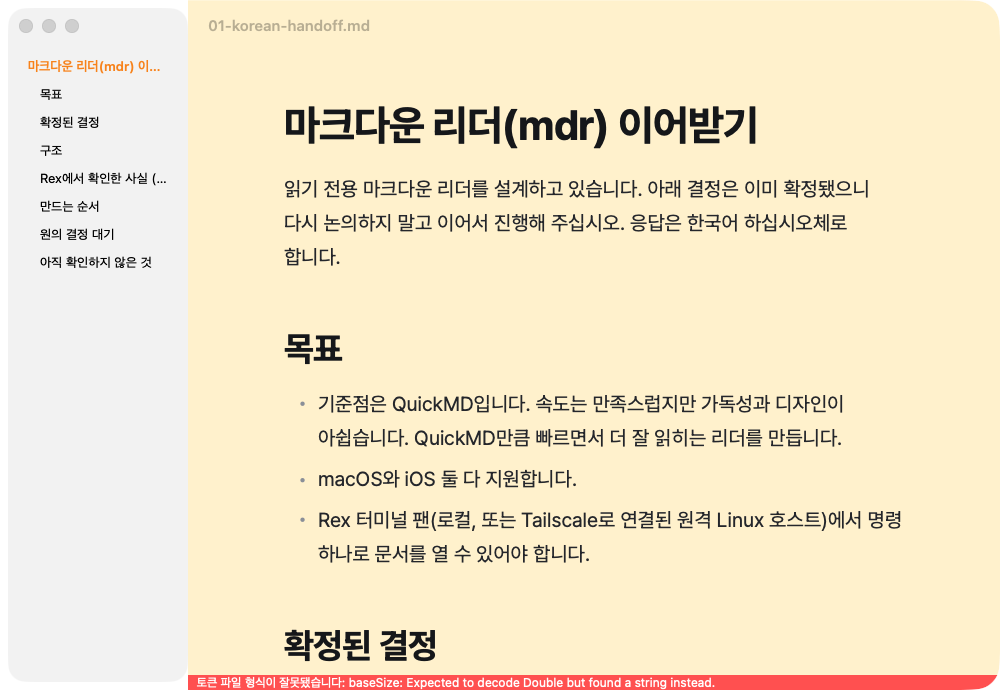 01-korean-handoff.md
마크다운 리더(mdr) 이...
목표
확정된 결정
구조
Rex에서 확인한 사실 (...
만드는 순서
원의 결정 대기
아직 확인하지 않은 것
마크다운 리더(mdr) 이어받기
읽기 전용 마크다운 리더를 설계하고 있습니다. 아래 결정은 이미 확정됐으니
다시 논의하지 말고 이어서 진행해 주십시오. 응답은 한국어 하십시오체로
합니다.
목표
• 기준점은 QuickMD입니다. 속도는 만족스럽지만 가독성과 디자인이
아쉽습니다. QuickMD만큼 빠르면서 더 잘 읽히는 리더를 만듭니다.
• macOS와 iOS 둘 다 지원합니다.
• Rex 터미널 팬(로컬, 또는 Tailscale로 연결된 원격 Linux 호스트)에서 명령
하나로 문서를 열 수 있어야 합니다.
확정된 결정
토큰 파일 형식이 잘못됐습니다: baseSize: Expected to decode Double but found a string instead.